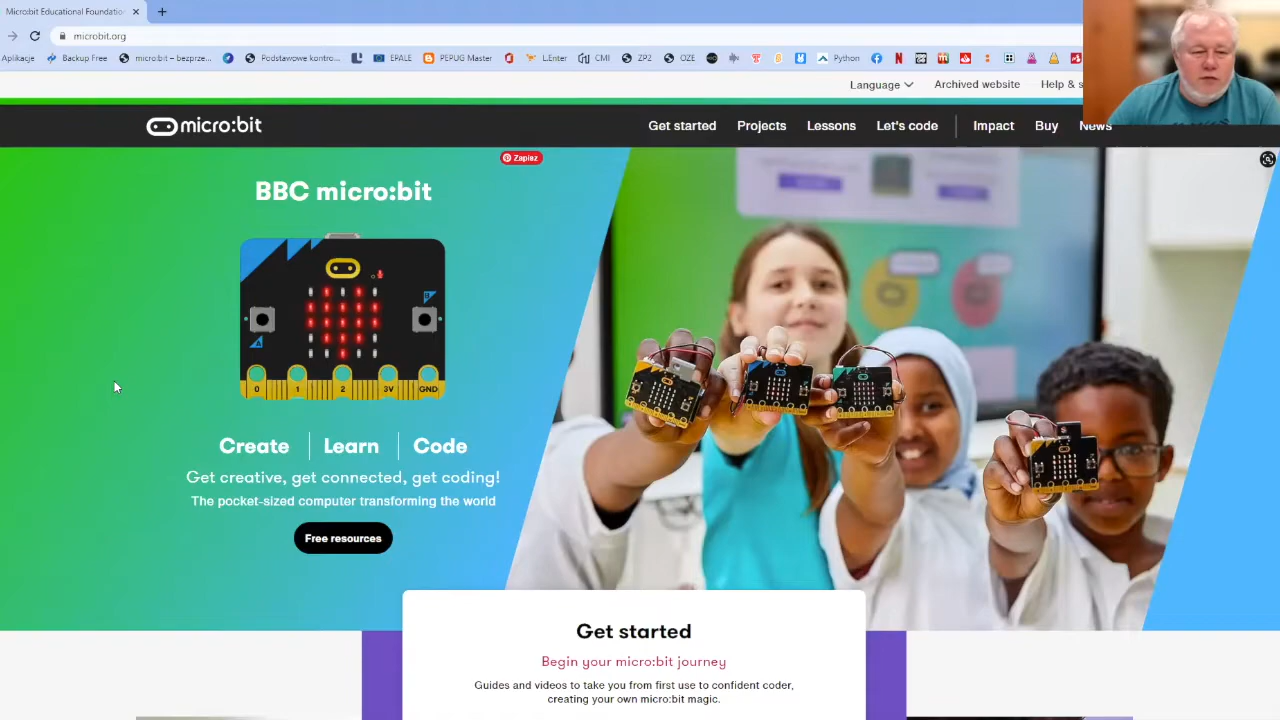 Microbit Educational Foundatio
microbit.org
Aplikacje
Backup Free
micro:bit – bezprze...
Podstawowe kontro...
EPALE
PEPUG Master
L.Enter
CMI
ZP2
OZE
Python
Language
Archived website
Help & s
micro:bit
Get started
Projects
Lessons
Let's code
Impact
Buy
News
Zapisz
BBC micro:bit
A
B
0 1 2 3V GND
Create Learn Code
Get creative, get connected, get coding!
The pocket-sized computer transforming the world
Free resources
Get started
Begin your micro:bit journey
Guides and videos to take you from first use to confident coder,
creating your own micro:bit magic.